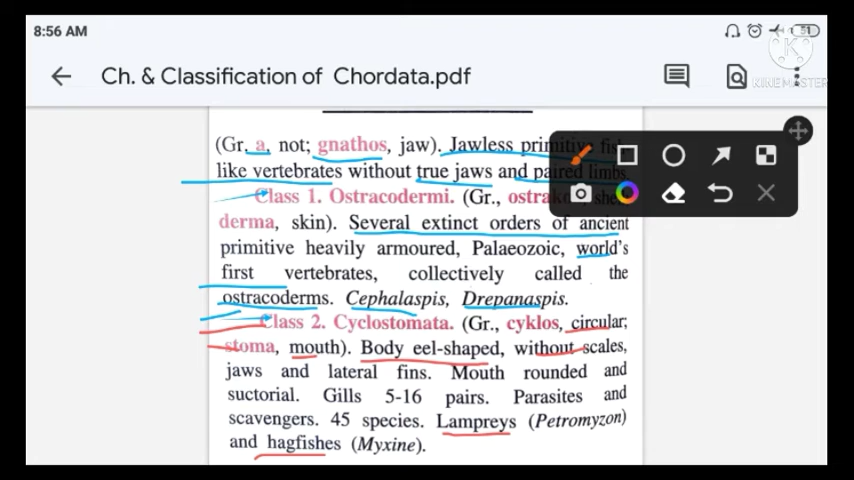 8:56 AM
51
Ch. & Classification of Chordata.pdf
KINEMASTER
(Gr. a, not; gnathos, jaw). Jawless primitive fish
like vertebrates without true jaws and paired limbs.
Class 1. Ostracodermi. (Gr., ostrak
derma, skin). Several extinct orders of ancient
primitive heavily armoured, Palaeozoic, world's
first vertebrates, collectively called the
ostracoderms. Cephalaspis, Drepanaspis.
Class 2. Cyclostomata. (Gr., cyklos, circular;
stoma, mouth). Body eel-shaped, without scales,
jaws and lateral fins. Mouth rounded and
suctorial. Gills 5-16 pairs. Parasites and
scavengers. 45 species. Lampreys (Petromyzon)
and hagfishes (Myxine).